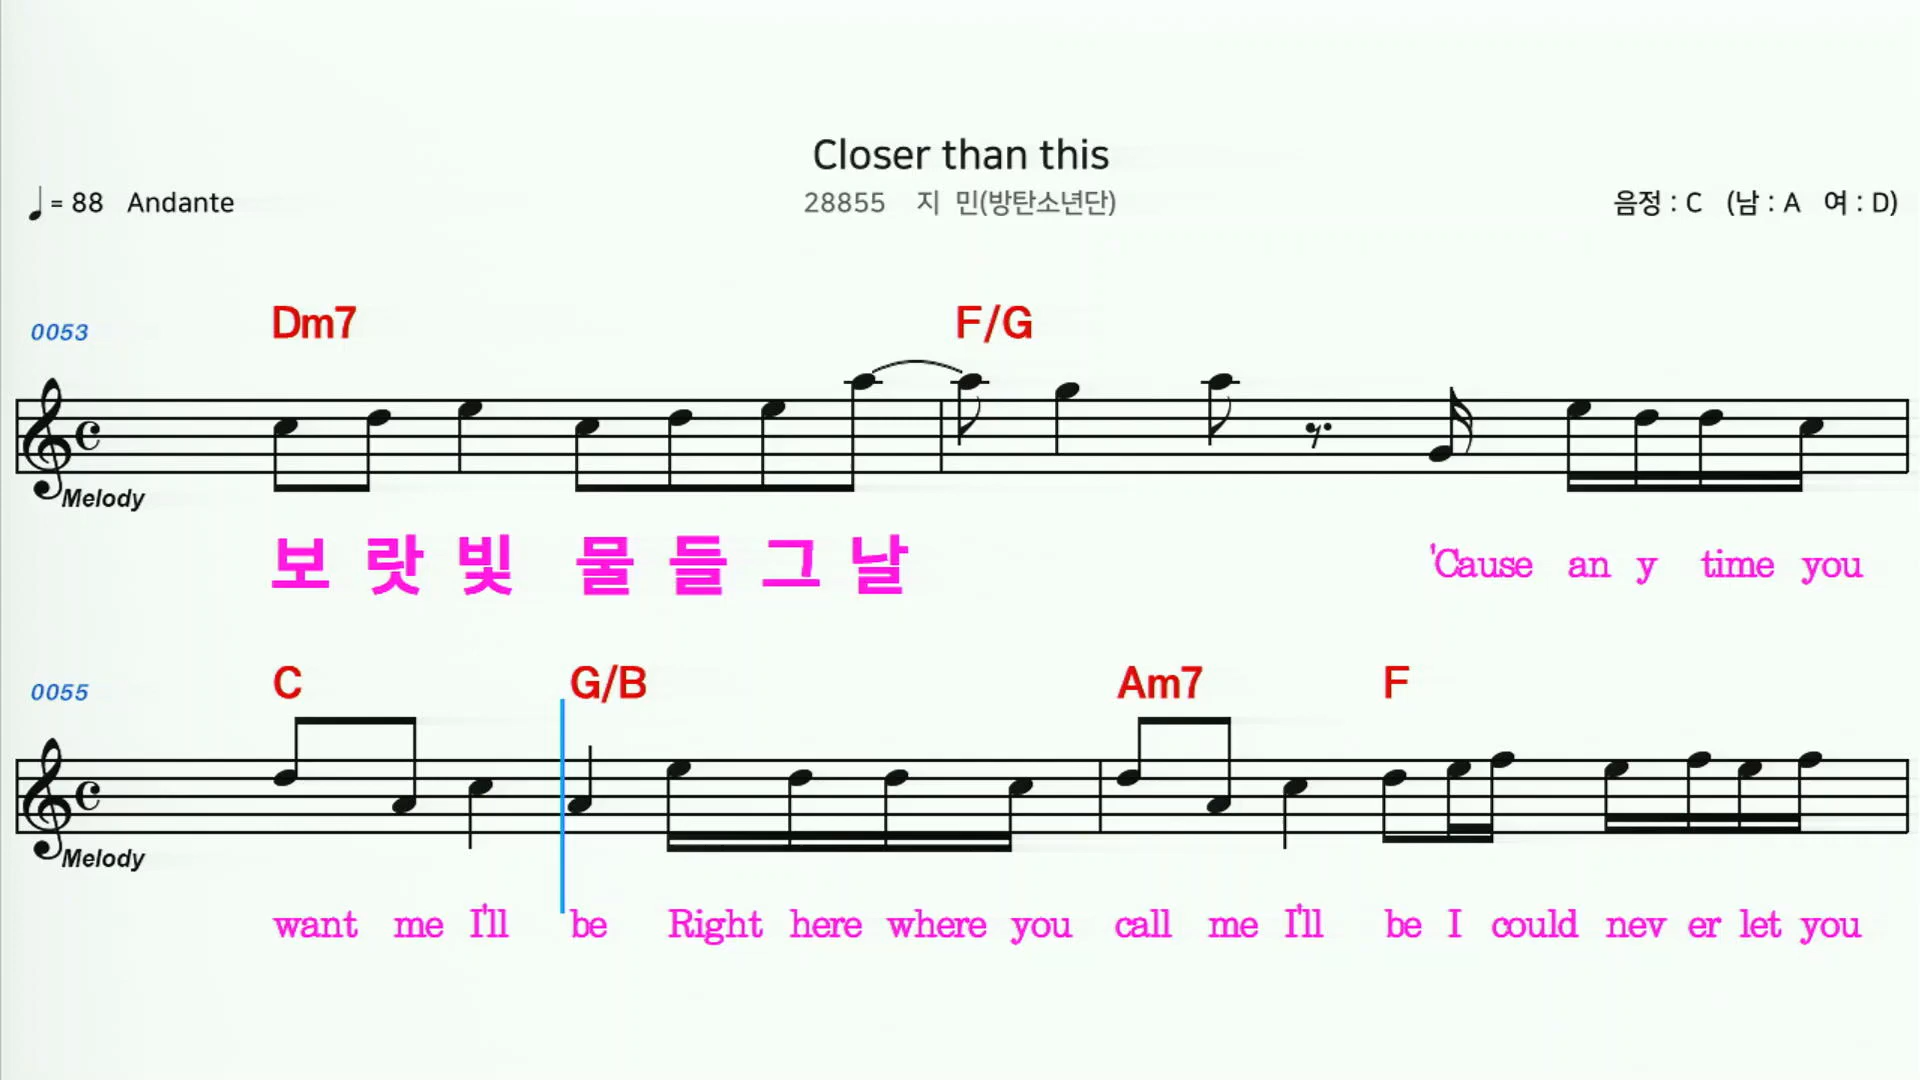 Closer than this
♩ = 88 Andante 28855 지 민(방탄소년단) 음정 : C (남 : A 여 : D)
0053 Dm7 F/G
Melody
보 랏 빛 물 들 그 날 'Cause an y time you
0055 C G/B Am7 F
Melody
want me I'll be Right here where you call me I'll be I could nev er let you